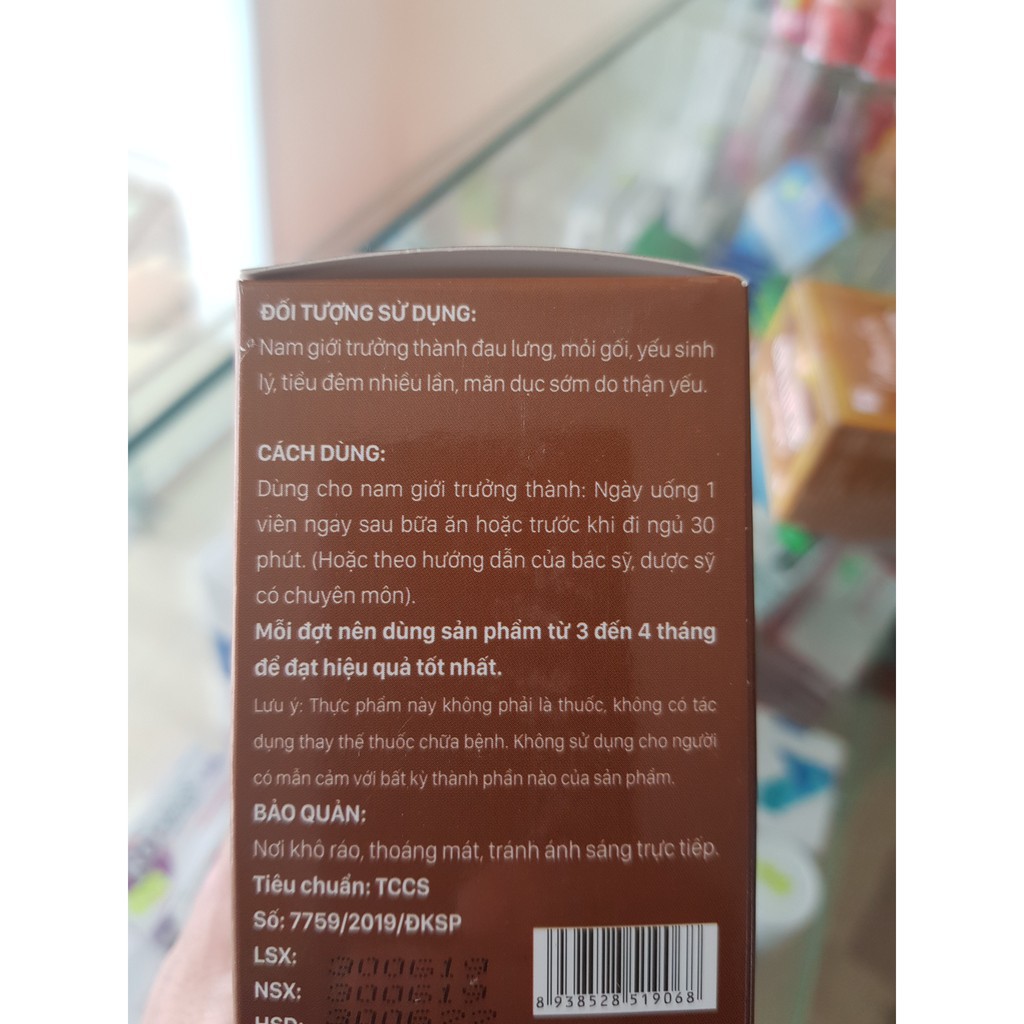 ĐỐI TƯỢNG SỬ DỤNG:
Nam giới trưởng thành đau lưng, mỏi gối, yếu sinh
lý, tiểu đêm nhiều lần, mãn dục sớm do thận yếu.
CÁCH DÙNG:
Dùng cho nam giới trưởng thành: Ngày uống 1
viên ngay sau bữa ăn hoặc trước khi đi ngủ 30
phút. (Hoặc theo hướng dẫn của bác sỹ, dược sỹ
có chuyên môn).
Mỗi đợt nên dùng sản phẩm từ 3 đến 4 tháng
để đạt hiệu quả tốt nhất.
Lưu ý: Thực phẩm này không phải là thuốc, không có tác
dụng thay thế thuốc chữa bệnh. Không sử dụng cho người
có mẫn cảm với bất kỳ thành phần nào của sản phẩm.
BẢO QUẢN:
Nơi khô ráo, thoáng mát, tránh ánh sáng trực tiếp.
Tiêu chuẩn: TCCS
Số: 7759/2019/ĐKSP
LSX: 300619
NSX: 300619
HSD: 300622
8 938528 519068